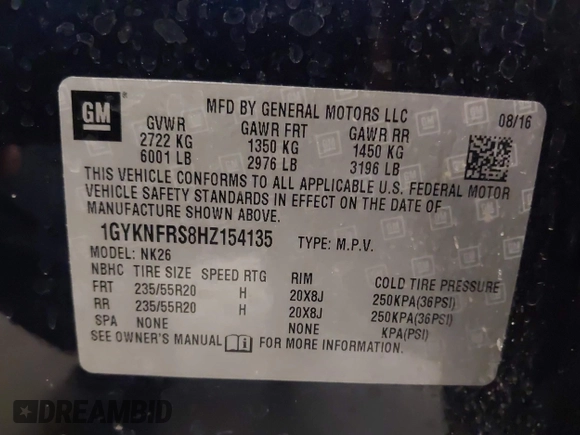 GM
MFD BY GENERAL MOTORS LLC
08/16
GVWR GAWR FRT GAWR RR
2722 KG 1350 KG 1450 KG
6001 LB 2976 LB 3196 LB
THIS VEHICLE CONFORMS TO ALL APPLICABLE U.S. FEDERAL MOTOR
VEHICLE SAFETY STANDARDS IN EFFECT ON THE DATE OF
MANUFACTURE SHOWN ABOVE.
1GYKNFRS8HZ154135 TYPE: M.P.V.
MODEL: NK26
NBHC TIRE SIZE SPEED RTG RIM COLD TIRE PRESSURE
FRT 235/55R20 H 20X8J 250KPA(36PSI)
RR 235/55R20 H 20X8J 250KPA(36PSI)
SPA NONE NONE KPA(PSI)
SEE OWNER'S MANUAL FOR MORE INFORMATION.
DREAMBID